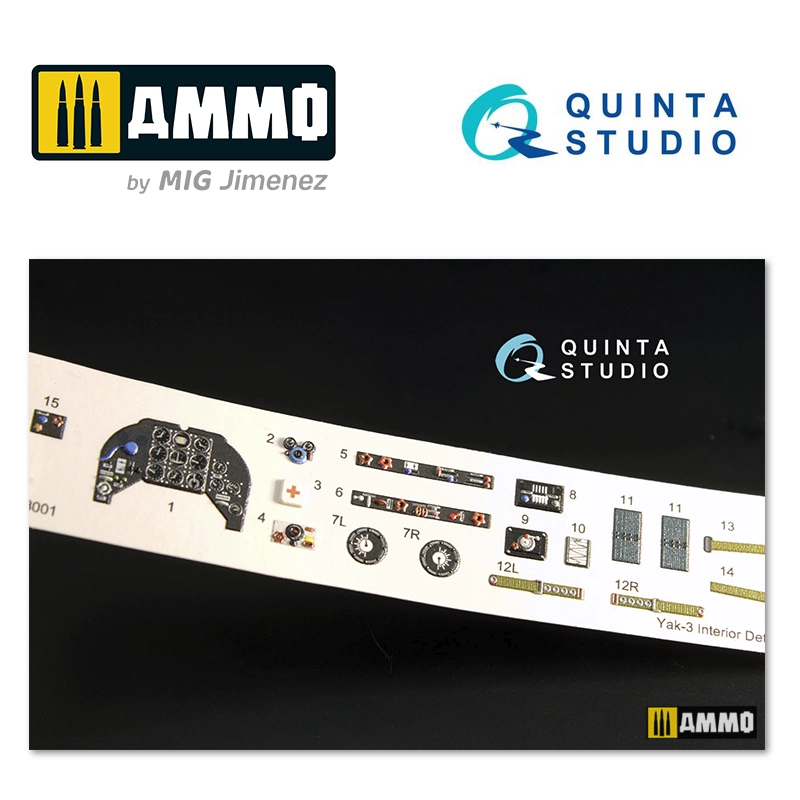 AMMO
by MIG Jimenez
QUINTA
STUDIO
QUINTA
STUDIO
15
1
2
3
4
5
6
7L
7R
8
9
10
11
11
12L
12R
13
14
3001
Yak-3 Interior Det
AMMO